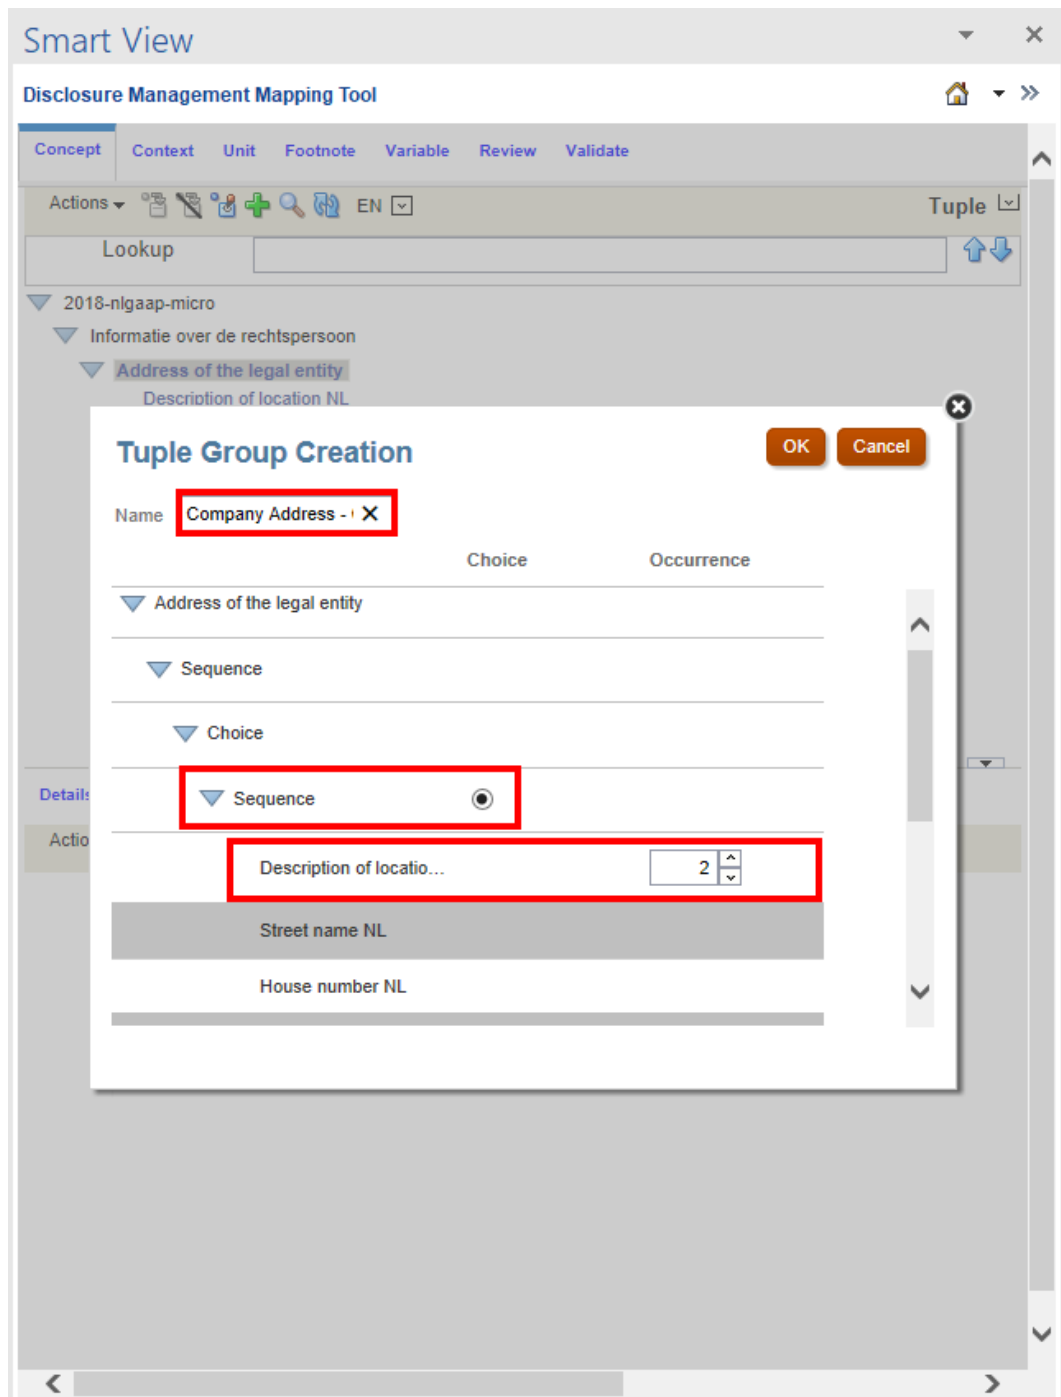 Smart View
Disclosure Management Mapping Tool
Concept Context Unit Footnote Variable Review Validate
Actions EN Tuple
Lookup
2018-nlgaap-micro
Informatie over de rechtspersoon
Address of the legal entity
Description of location NL
Tuple Group Creation
OK Cancel
Name Company Address -
Choice Occurrence
Address of the legal entity
Sequence
Choice
Details
Sequence
Actio
Description of locatio... 2
Street name NL
House number NL